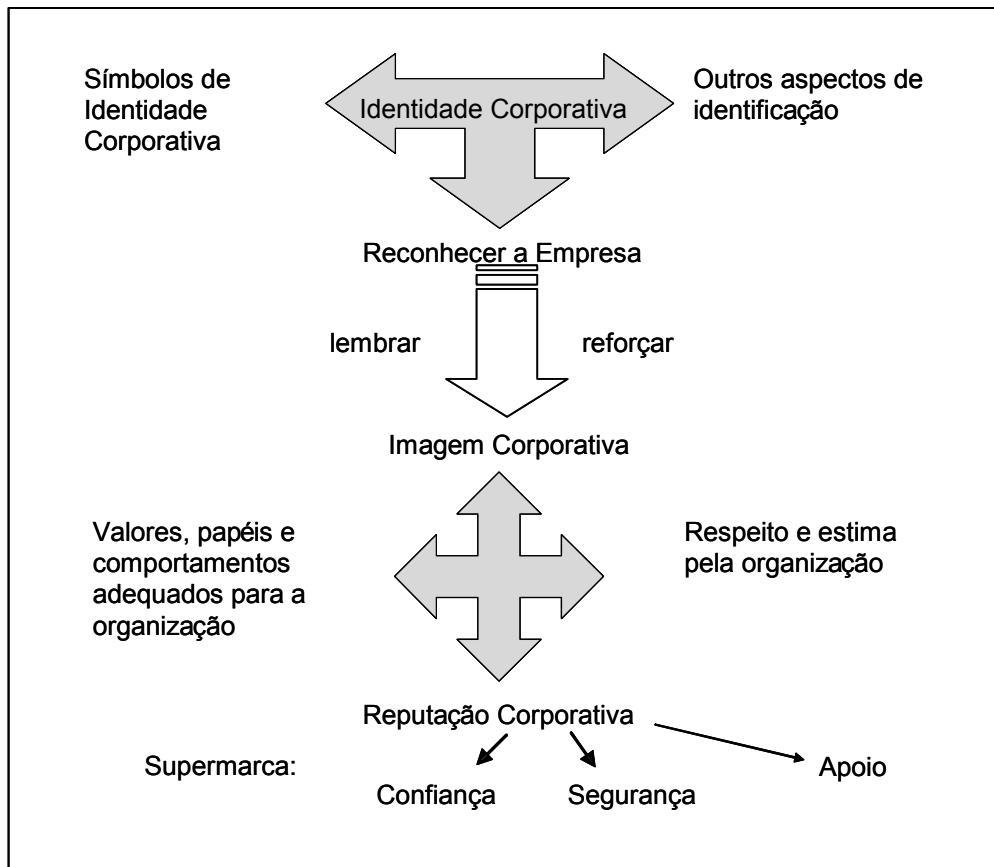 Símbolos de
Identidade
Corporativa
Identidade Corporativa
Outros aspectos de
identificação
Reconhecer a Empresa
lembrar
reforçar
Imagem Corporativa
Valores, papéis e
comportamentos
adequados para a
organização
Respeito e estima
pela organização
Reputação Corporativa
Supermarca:
Confiança
Segurança
Apoio